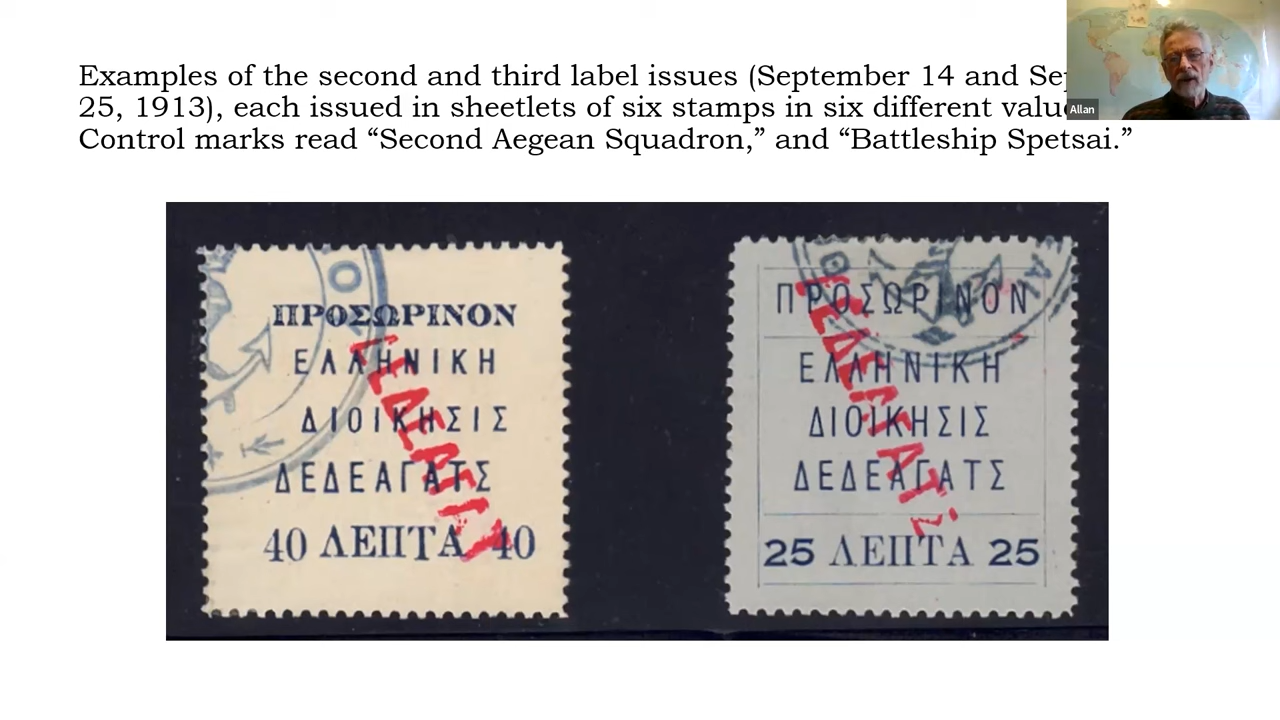 Examples of the second and third label issues (September 14 and
25, 1913), each issued in sheetlets of six stamps in six different
Control marks read “Second Aegean Squadron,” and “Battleship Spetsai.”
Allan
ΠΡΟΣΩΡΙΝΟΝ
ΕΛΛΗΝΙΚΗ
ΔΙΟΙΚΗΣΙΣ
ΔΕΔΕΑΓΑΤΣ
40 ΛΕΠΤΑ 40
ΠΡΟΣΩΡΙΝΟΝ
ΕΛΛΗΝΙΚΗ
ΔΙΟΙΚΗΣΙΣ
ΔΕΔΕΑΓΑΤΣ
25 ΛΕΠΤΑ 25